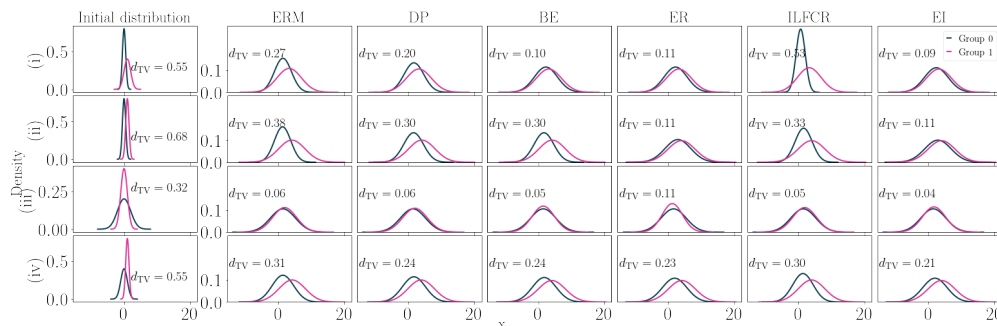 Initial distribution ERM DP BE ER ILFCR EI
Density
(i) 0.5 0.0 d_TV = 0.55 0.1 0.0 d_TV = 0.27 d_TV = 0.20 d_TV = 0.10 d_TV = 0.11 d_TV = 0.53 d_TV = 0.09
Group 0
Group 1
(ii) 0.5 0.0 d_TV = 0.68 0.1 0.0 d_TV = 0.38 d_TV = 0.30 d_TV = 0.30 d_TV = 0.11 d_TV = 0.33 d_TV = 0.11
(iii) 0.25 0.00 d_TV = 0.32 0.1 0.0 d_TV = 0.06 d_TV = 0.06 d_TV = 0.05 d_TV = 0.11 d_TV = 0.05 d_TV = 0.04
(iv) 0.5 0.0 d_TV = 0.55 0.1 0.0 d_TV = 0.31 d_TV = 0.24 d_TV = 0.24 d_TV = 0.23 d_TV = 0.30 d_TV = 0.21
0 20 0 20 0 20 0 20 0 20 0 20 0 20
x